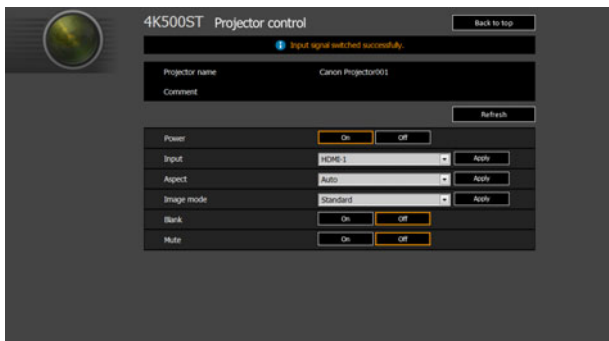 4K500ST Projector control Back to top
Input signal switched successfully.
Projector name Canon Projector001
Comment
Refresh
Power On Off
Input HDMI-1 Apply
Aspect Auto Apply
Image mode Standard Apply
Blank On Off
Mute On Off